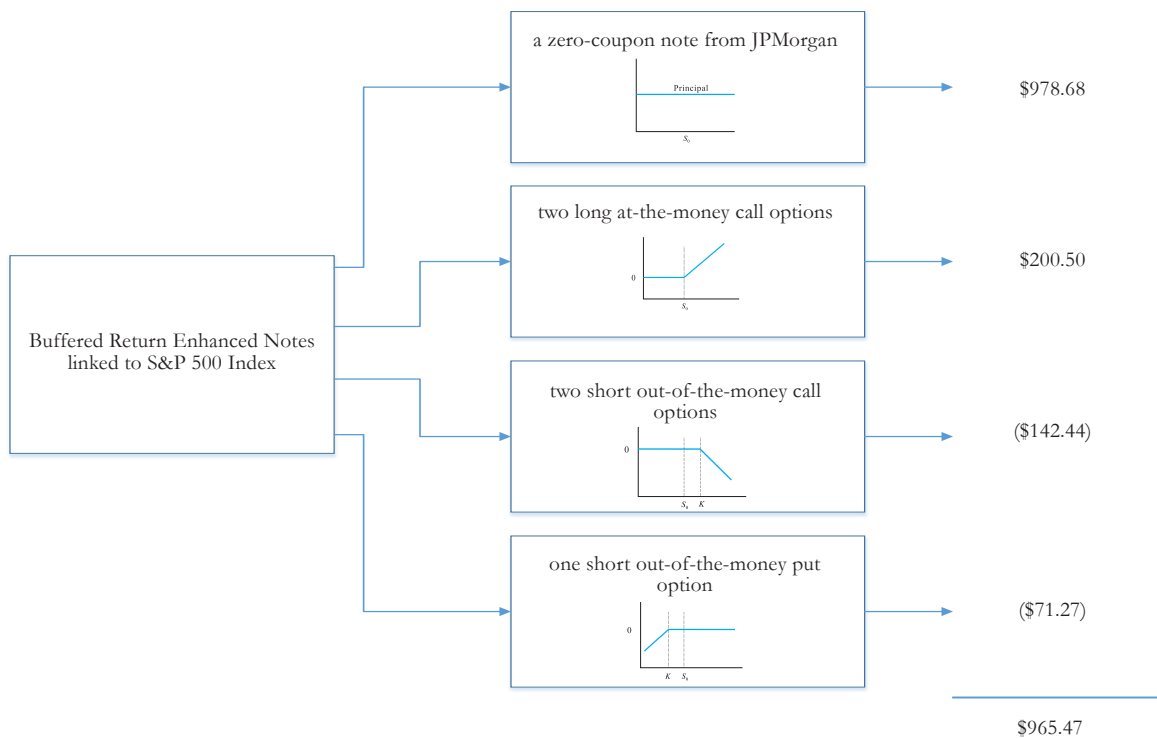 a zero-coupon note from JPMorgan
Principal
S₀
$978.68
two long at-the-money call options
0
S₀
$200.50
Buffered Return Enhanced Notes
linked to S&P 500 Index
two short out-of-the-money call
options
0
S₀ K
($142.44)
one short out-of-the-money put
option
0
K S₀
($71.27)
$965.47